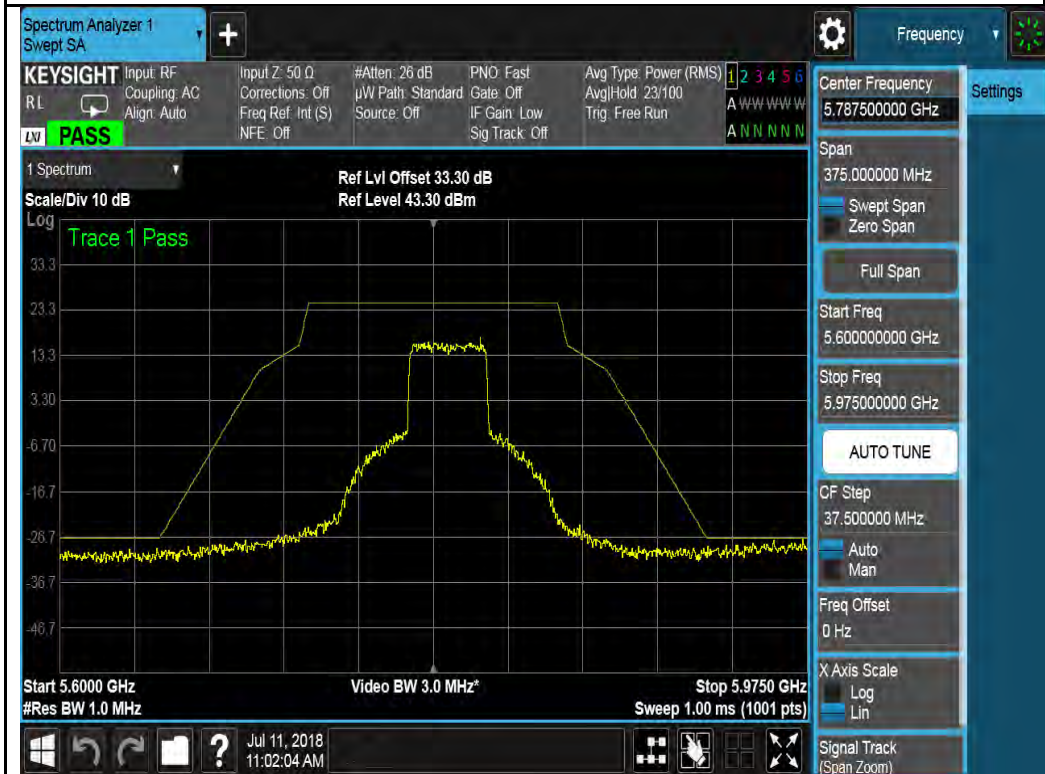 Spectrum Analyzer 1
Swept SA
+
Frequency
KEYSIGHT
R L
LXI
PASS
Input: RF
Coupling: AC
Align: Auto
Input Z: 50 Ω
Corrections: Off
Freq Ref: Int (S)
NFE: Off
#Atten: 26 dB
µW Path: Standard
Source: Off
PNO: Fast
Gate: Off
IF Gain: Low
Sig Track: Off
Avg Type: Power (RMS)
Avg|Hold: 23/100
Trig: Free Run
1 2 3 4 5 6
A W W W W W
A N N N N N
1 Spectrum
Scale/Div 10 dB
Ref Lvl Offset 33.30 dB
Ref Level 43.30 dBm
Log
Trace 1 Pass
33.3
23.3
13.3
3.30
-6.70
-16.7
-26.7
-36.7
-46.7
Start 5.6000 GHz
#Res BW 1.0 MHz
Video BW 3.0 MHz*
Stop 5.9750 GHz
Sweep 1.00 ms (1001 pts)
?
Jul 11, 2018
11:02:04 AM
Center Frequency
5.787500000 GHz
Settings
Span
375.000000 MHz
Swept Span
Zero Span
Full Span
Start Freq
5.600000000 GHz
Stop Freq
5.975000000 GHz
AUTO TUNE
CF Step
37.500000 MHz
Auto
Man
Freq Offset
0 Hz
X Axis Scale
Log
Lin
Signal Track
(Span Zoom)